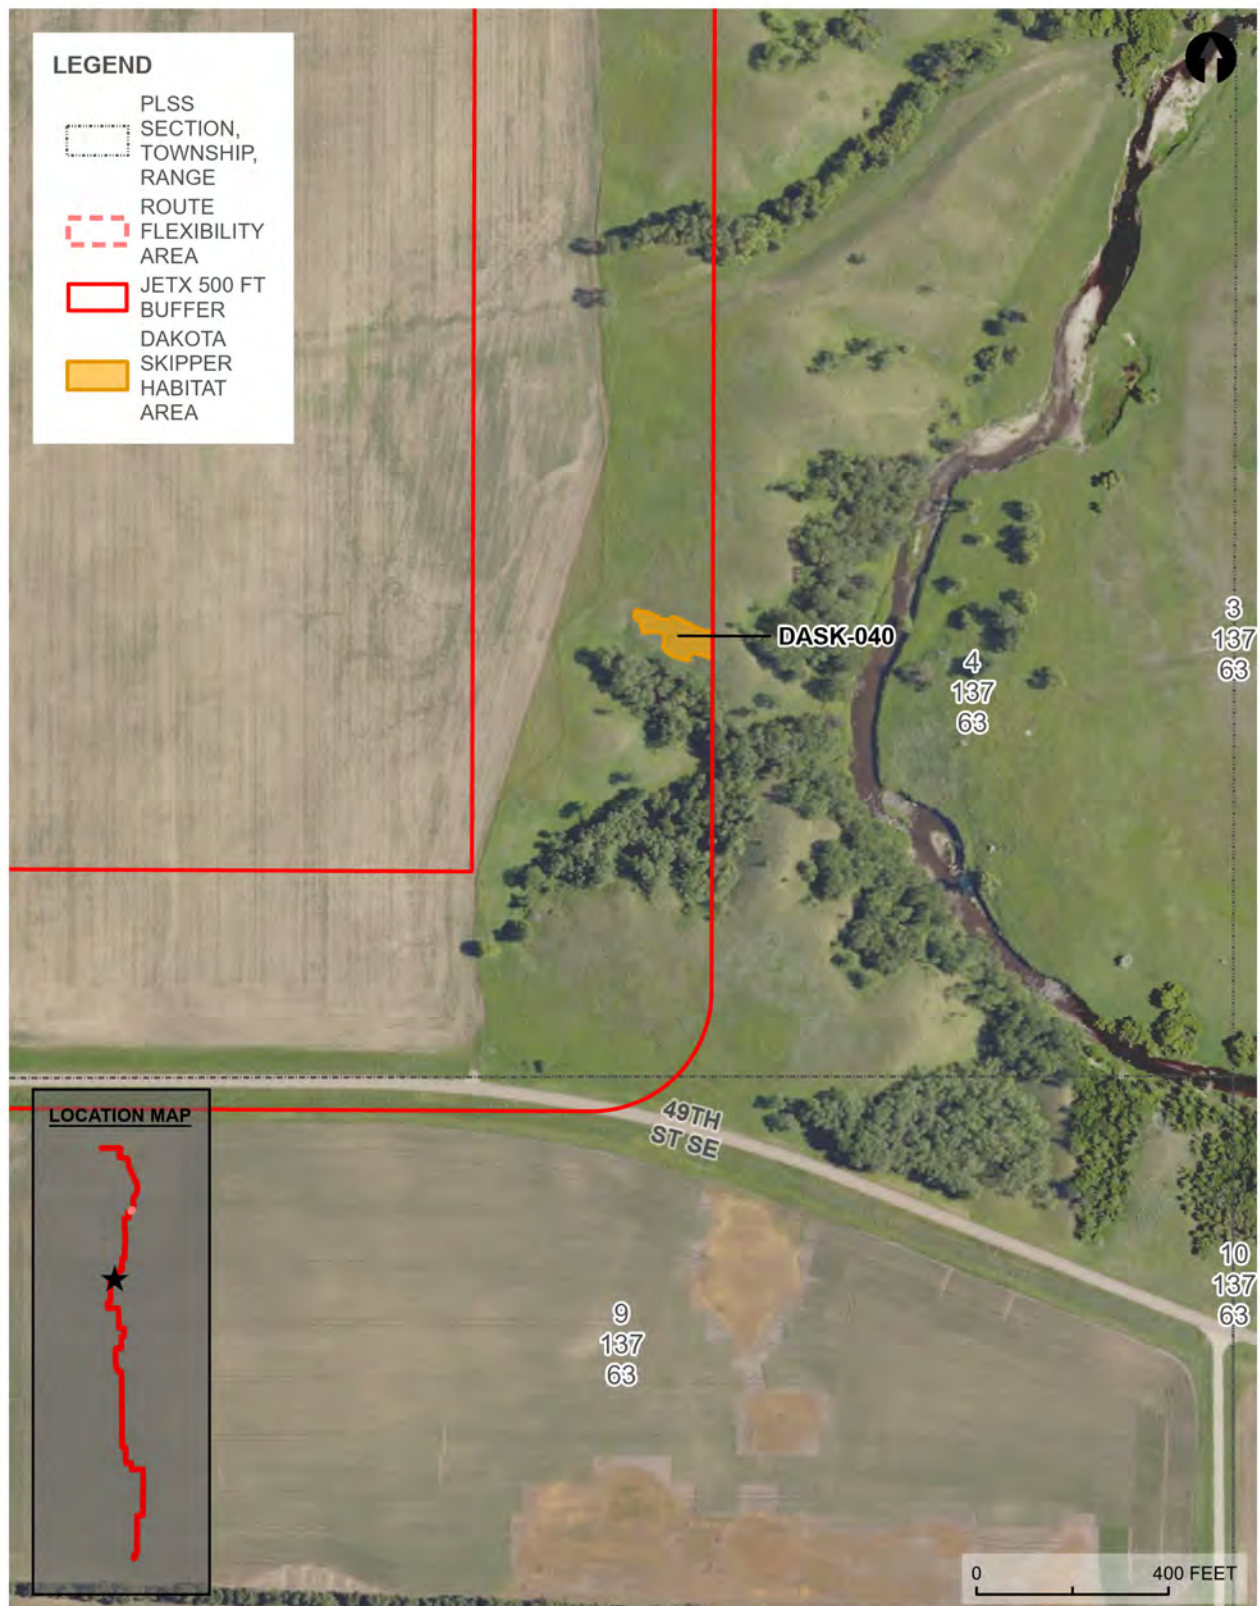 LEGEND
PLSS
SECTION,
TOWNSHIP,
RANGE
ROUTE
FLEXIBILITY
AREA
JETX 500 FT
BUFFER
DAKOTA
SKIPPER
HABITAT
AREA
DASK-040
3
137
63
4
137
63
49TH
ST SE
LOCATION MAP
9
137
63
10
137
63
0
400 FEET